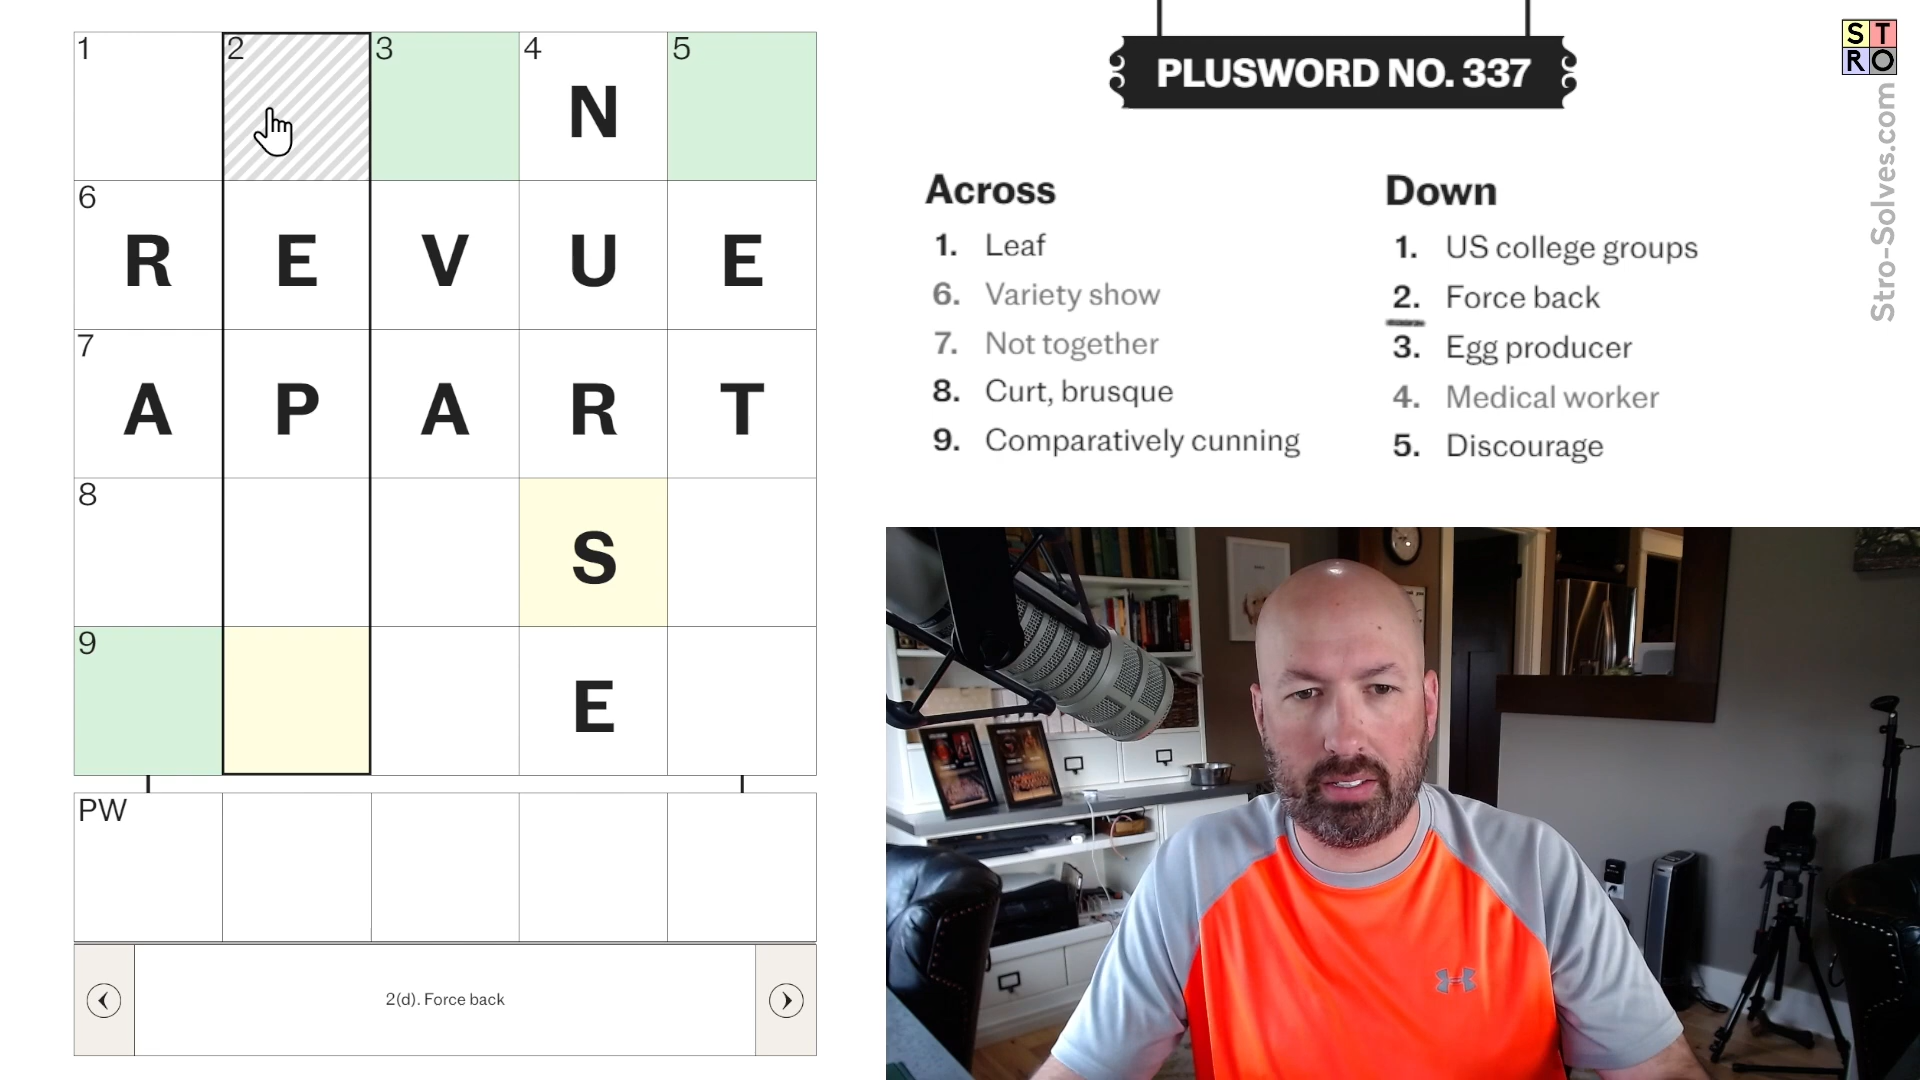 1 2 3 4 N 5
6 R E V U E
7 A P A R T
8 S
9 E
PW
2(d). Force back
PLUSWORD NO. 337
Across
1. Leaf
6. Variety show
7. Not together
8. Curt, brusque
9. Comparatively cunning
Down
1. US college groups
2. Force back
3. Egg producer
4. Medical worker
5. Discourage
ST
RO
Stro-Solves.com